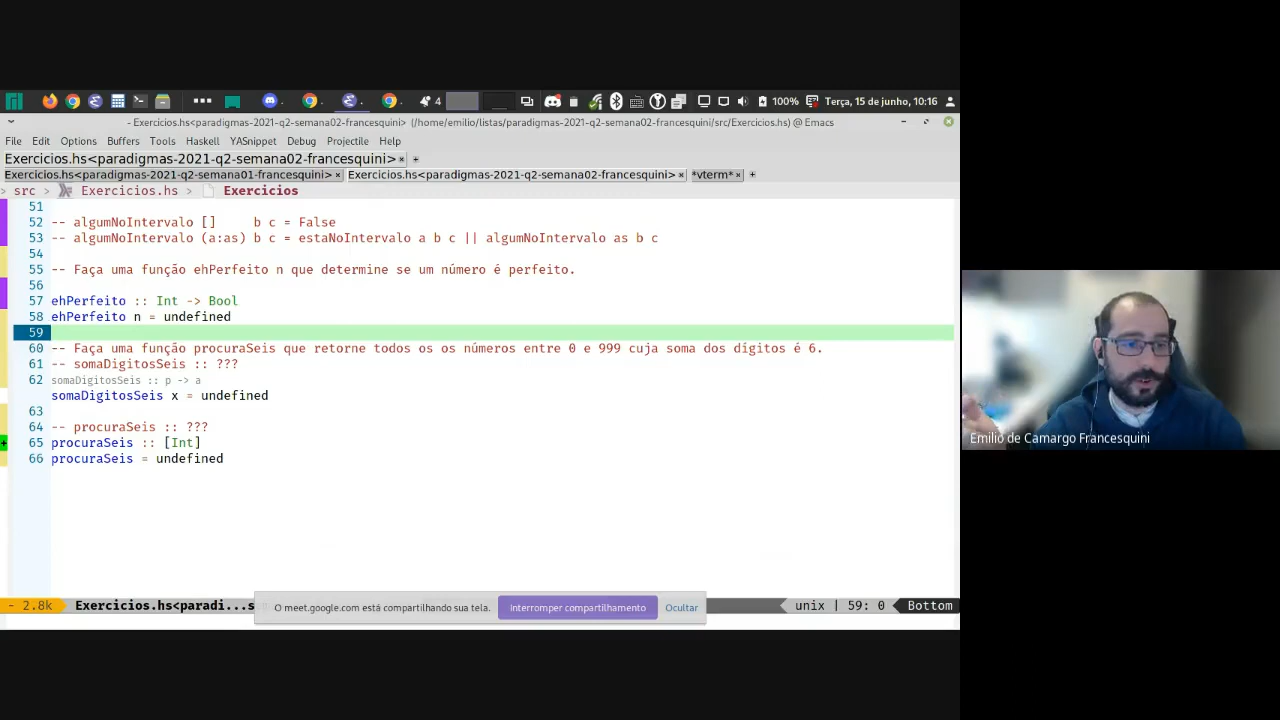 4
100%
Terça, 15 de junho, 10:16
- Exercicios.hs<paradigmas-2021-q2-semana02-francesquini> (/home/emilio/listas/paradigmas-2021-q2-semana02-francesquini/src/Exercicios.hs) @ Emacs
File Edit Options Buffers Tools Haskell YASnippet Debug Projectile Help
Exercicios.hs<paradigmas-2021-q2-semana02-francesquini> × +
Exercicios.hs<paradigmas-2021-q2-semana01-francesquini> × Exercicios.hs<paradigmas-2021-q2-semana02-francesquini> × *vterm* × +
> src > Exercicios.hs > Exercicios
51
52 -- algumNoIntervalo [] b c = False
53 -- algumNoIntervalo (a:as) b c = estaNoIntervalo a b c || algumNoIntervalo as b c
54
55 -- Faça uma função ehPerfeito n que determine se um número é perfeito.
56
57 ehPerfeito :: Int -> Bool
58 ehPerfeito n = undefined
59
60 -- Faça uma função procuraSeis que retorne todos os os números entre 0 e 999 cuja soma dos dígitos é 6.
61 -- somaDigitosSeis :: ???
62 somaDigitosSeis :: p -> a
somaDigitosSeis x = undefined
63
64 -- procuraSeis :: ???
65 procuraSeis :: [Int]
66 procuraSeis = undefined
- 2.8k Exercicios.hs<paradi...s
O meet.google.com está compartilhando sua tela. Interromper compartilhamento Ocultar
unix | 59: 0 Bottom
Emilio de Camargo Francesquini